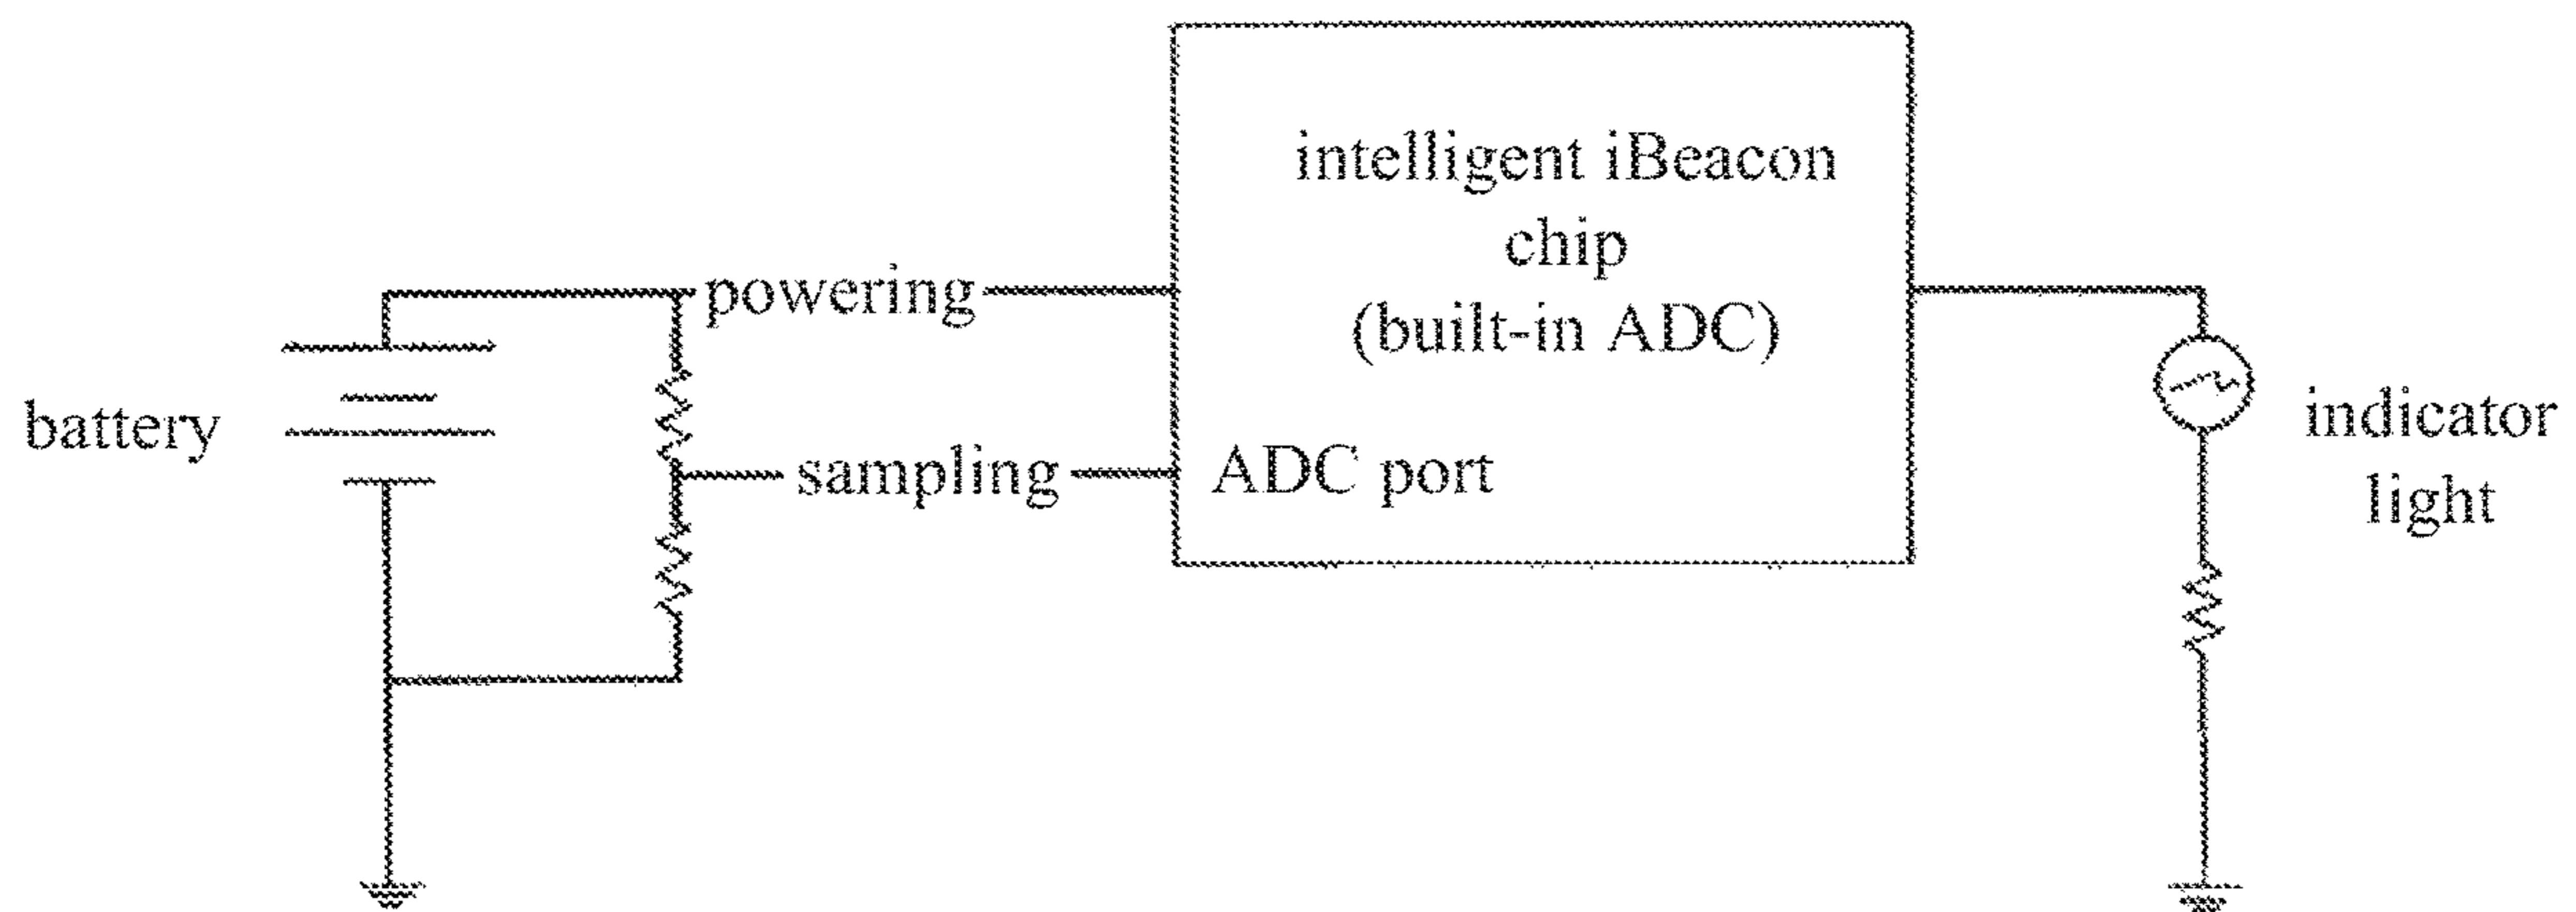 intelligent iBeacon
chip
(built-in ADC)
powering
battery
sampling
ADC port
indicator
light